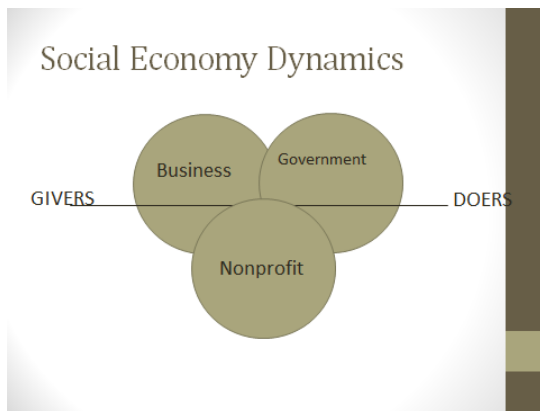 Social Economy Dynamics
Business
Government
GIVERS
DOERS
Nonprofit